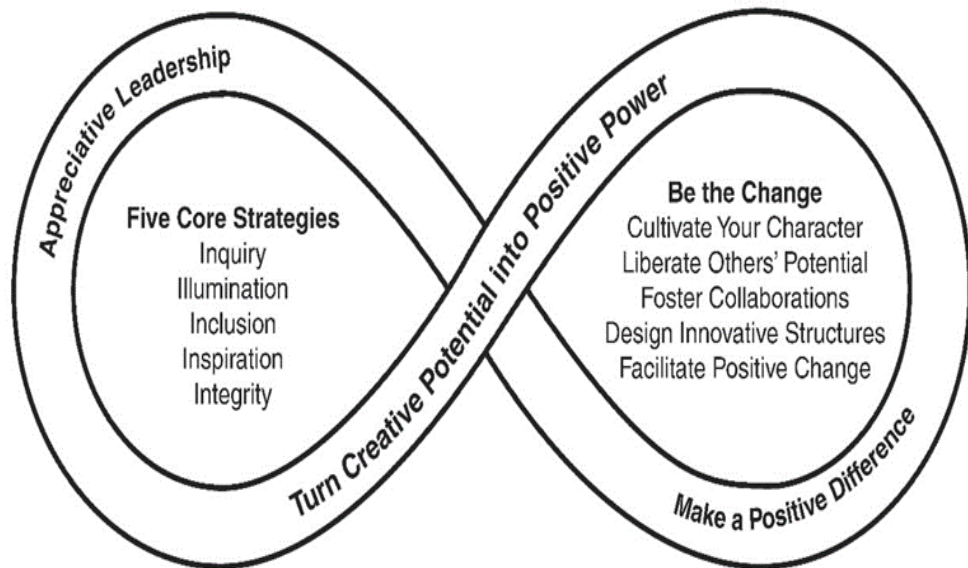 Appreciative Leadership
Five Core Strategies
Inquiry
Illumination
Inclusion
Inspiration
Integrity
Turn Creative Potential into Positive Power
Be the Change
Cultivate Your Character
Liberate Others’ Potential
Foster Collaborations
Design Innovative Structures
Facilitate Positive Change
Make a Positive Difference